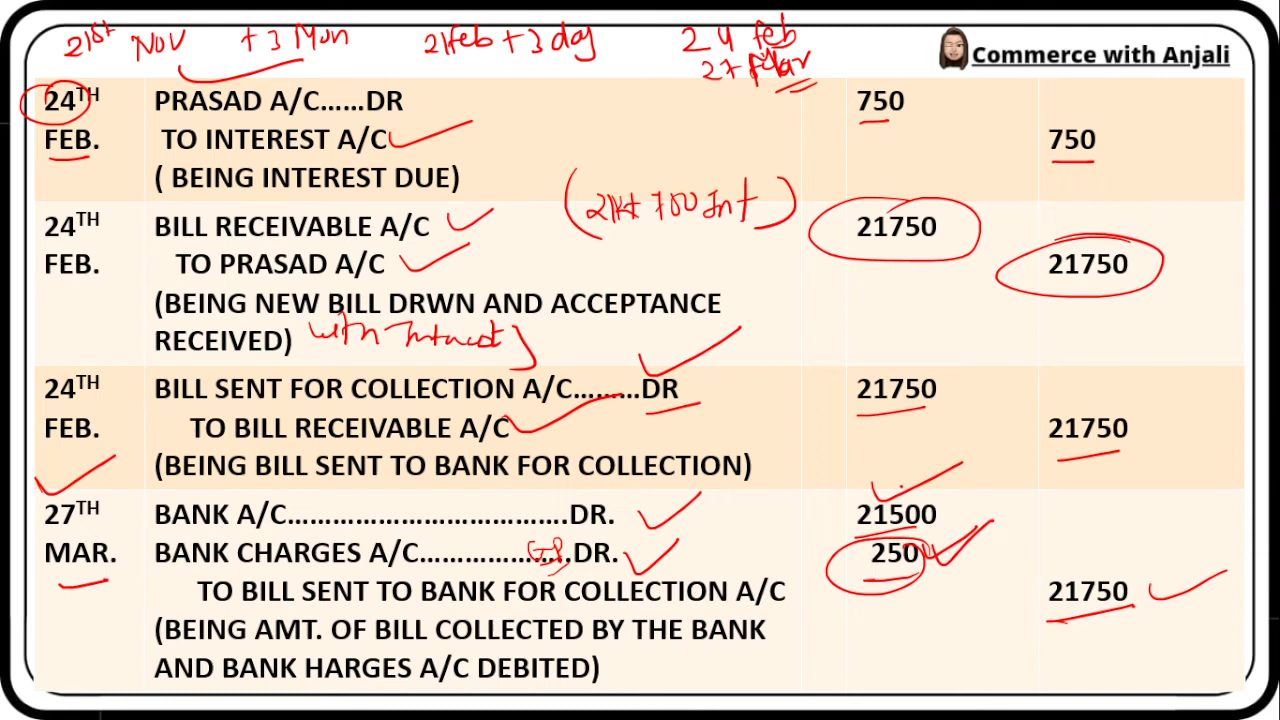 21st Nov + 3 Mon 21 Feb + 3 day 24 feb
27 Mar
Commerce with Anjali
24TH PRASAD A/C……DR 750
FEB. TO INTEREST A/C 750
( BEING INTEREST DUE)
24TH BILL RECEIVABLE A/C 21750
FEB. TO PRASAD A/C 21750
(BEING NEW BILL DRWN AND ACCEPTANCE
RECEIVED) with Interest)
24TH BILL SENT FOR COLLECTION A/C………DR 21750
FEB. TO BILL RECEIVABLE A/C 21750
(BEING BILL SENT TO BANK FOR COLLECTION)
27TH BANK A/C……………………………….DR. 21500
MAR. BANK CHARGES A/C…………………..DR. 250
TO BILL SENT TO BANK FOR COLLECTION A/C 21750
(BEING AMT. OF BILL COLLECTED BY THE BANK
AND BANK HARGES A/C DEBITED)